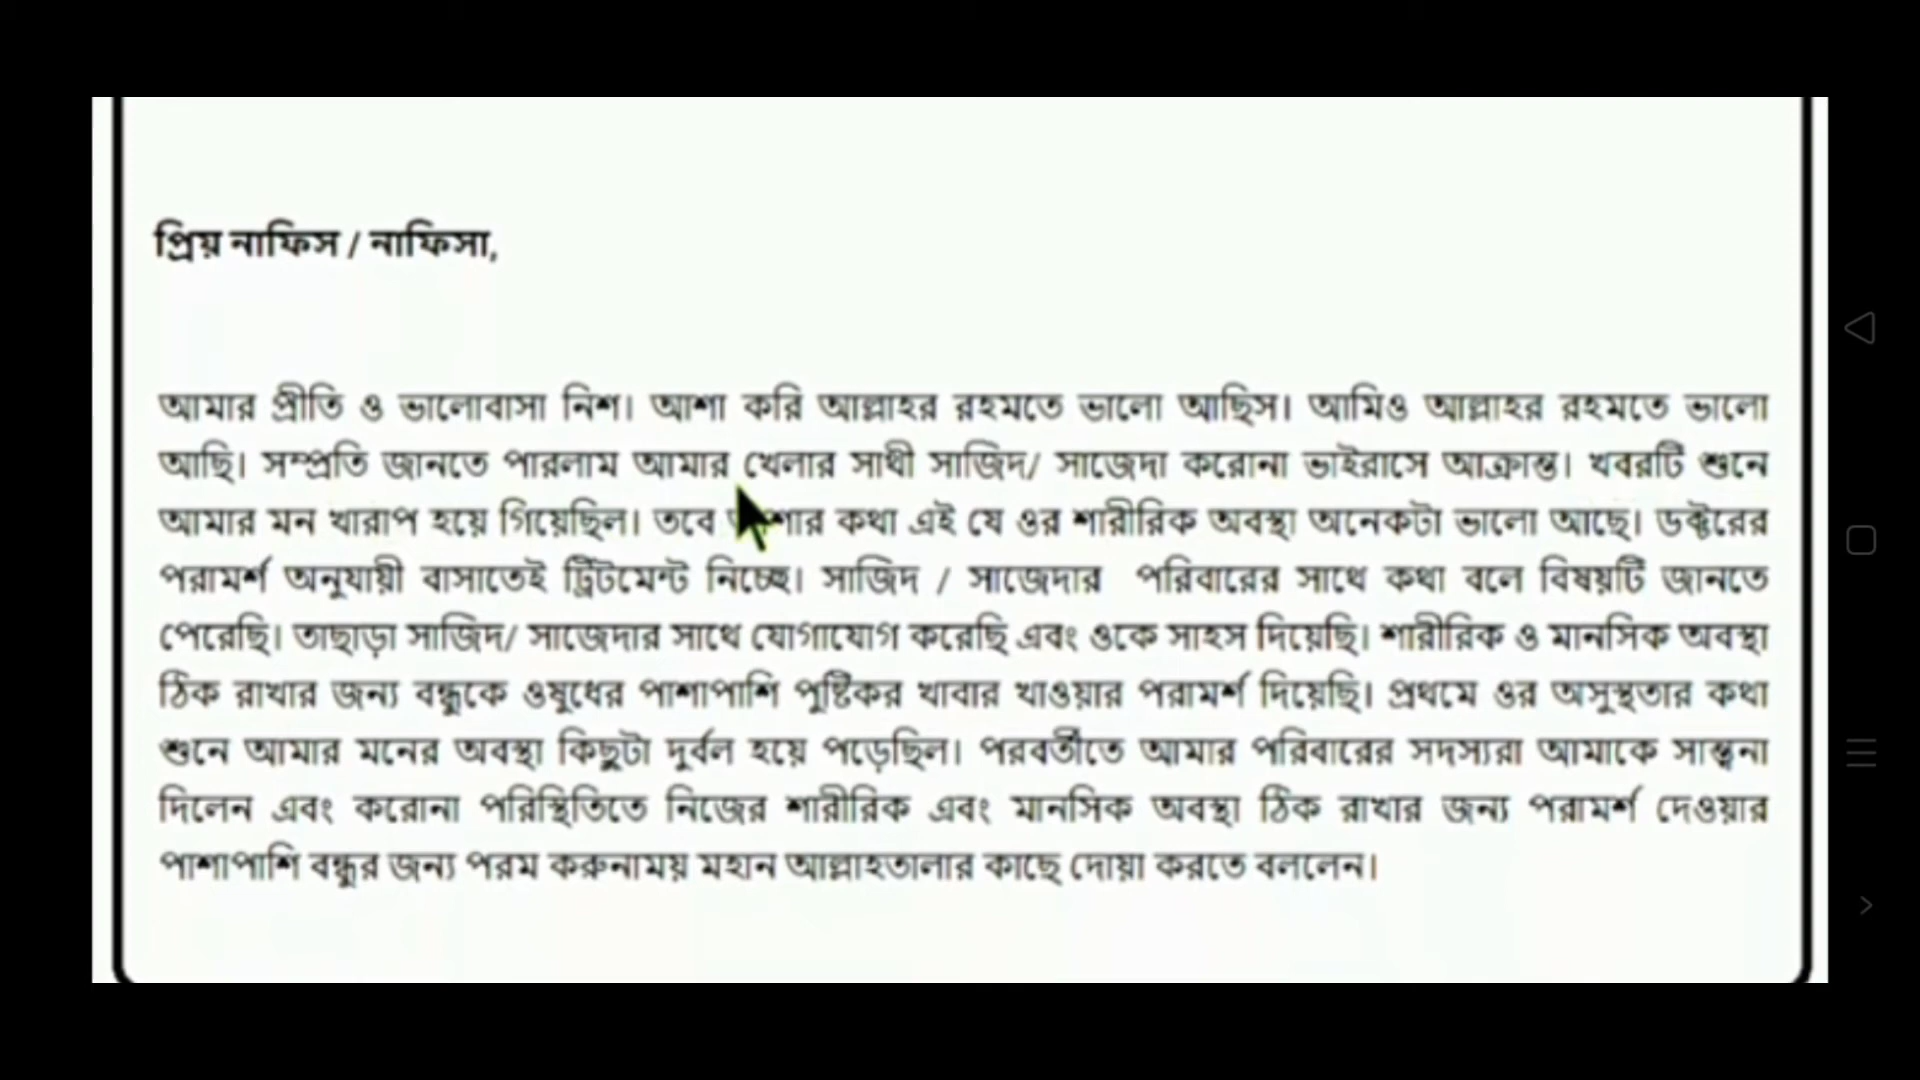 প্রিয় নাফিস / নাফিসা,
আমার প্রীতি ও ভালোবাসা নিশ। আশা করি আল্লাহর রহমতে ভালো আছিস। আমিও আল্লাহর রহমতে ভালো
আছি। সম্প্রতি জানতে পারলাম আমার খেলার সাথী সাজিদ/ সাজেদা করোনা ভাইরাসে আক্রান্ত। খবরটি শুনে
আমার মন খারাপ হয়ে গিয়েছিল। তবে কথা এই যে ওর শারীরিক অবস্থা অনেকটা ভালো আছে। ডক্টরের
পরামর্শ অনুযায়ী বাসাতেই ট্রিটমেন্ট নিচ্ছে। সাজিদ / সাজেদার পরিবারের সাথে কথা বলে বিষয়টি জানতে
পেরেছি। তাছাড়া সাজিদ/ সাজেদার সাথে যোগাযোগ করেছি এবং ওকে সাহস দিয়েছি। শারীরিক ও মানসিক অবস্থা
ঠিক রাখার জন্য বন্ধুকে ওষুধের পাশাপাশি পুষ্টিকর খাবার খাওয়ার পরামর্শ দিয়েছি। প্রথমে ওর অসুস্থতার কথা
শুনে আমার মনের অবস্থা কিছুটা দুর্বল হয়ে পড়েছিল। পরবর্তীতে আমার পরিবারের সদস্যরা আমাকে সান্ত্বনা
দিলেন এবং করোনা পরিস্থিতিতে নিজের শারীরিক এবং মানসিক অবস্থা ঠিক রাখার জন্য পরামর্শ দেওয়ার
পাশাপাশি বন্ধুর জন্য পরম করুনাময় মহান আল্লাহতালার কাছে দোয়া করতে বললেন।